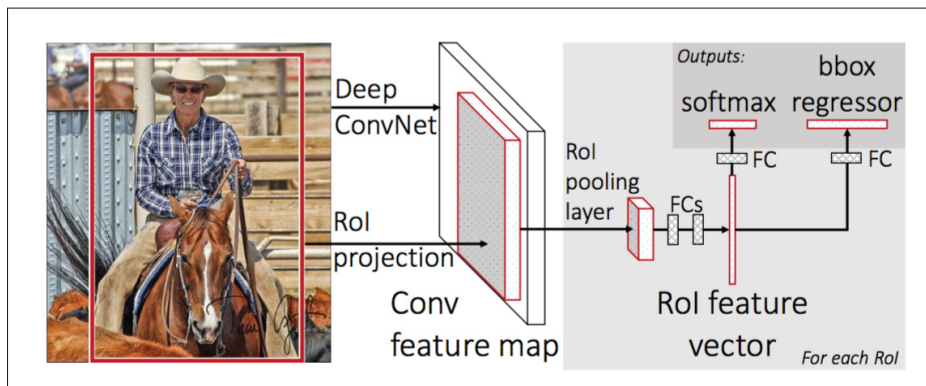 Deep
ConvNet
RoI
projection
Conv
feature map
RoI
pooling
layer
FCs
Outputs:
softmax
bbox
regressor
FC
FC
RoI feature
vector
For each RoI